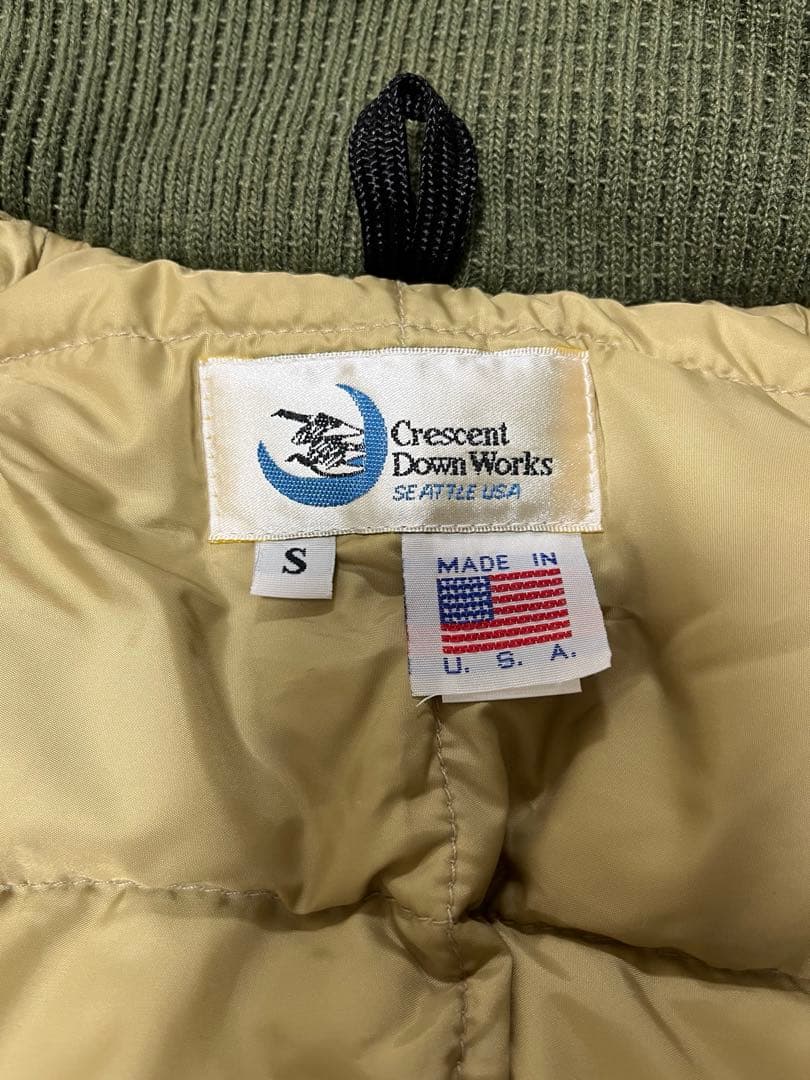 Crescent
Down Works
SEATTLE USA
S
MADE IN
U. S. A.